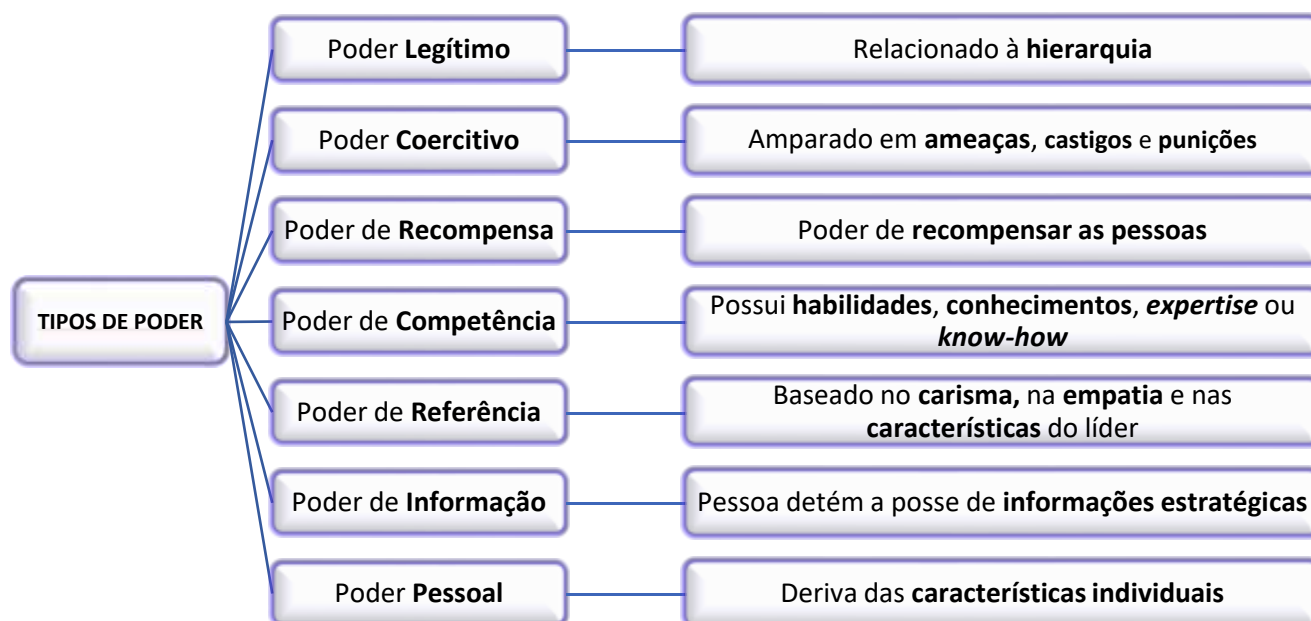 Poder Legítimo
Relacionado à hierarquia
Poder Coercitivo
Amparado em ameaças, castigos e punições
Poder de Recompensa
Poder de recompensar as pessoas
TIPOS DE PODER
Poder de Competência
Possui habilidades, conhecimentos, expertise ou
know-how
Poder de Referência
Baseado no carisma, na empatia e nas
características do líder
Poder de Informação
Pessoa detém a posse de informações estratégicas
Poder Pessoal
Deriva das características individuais